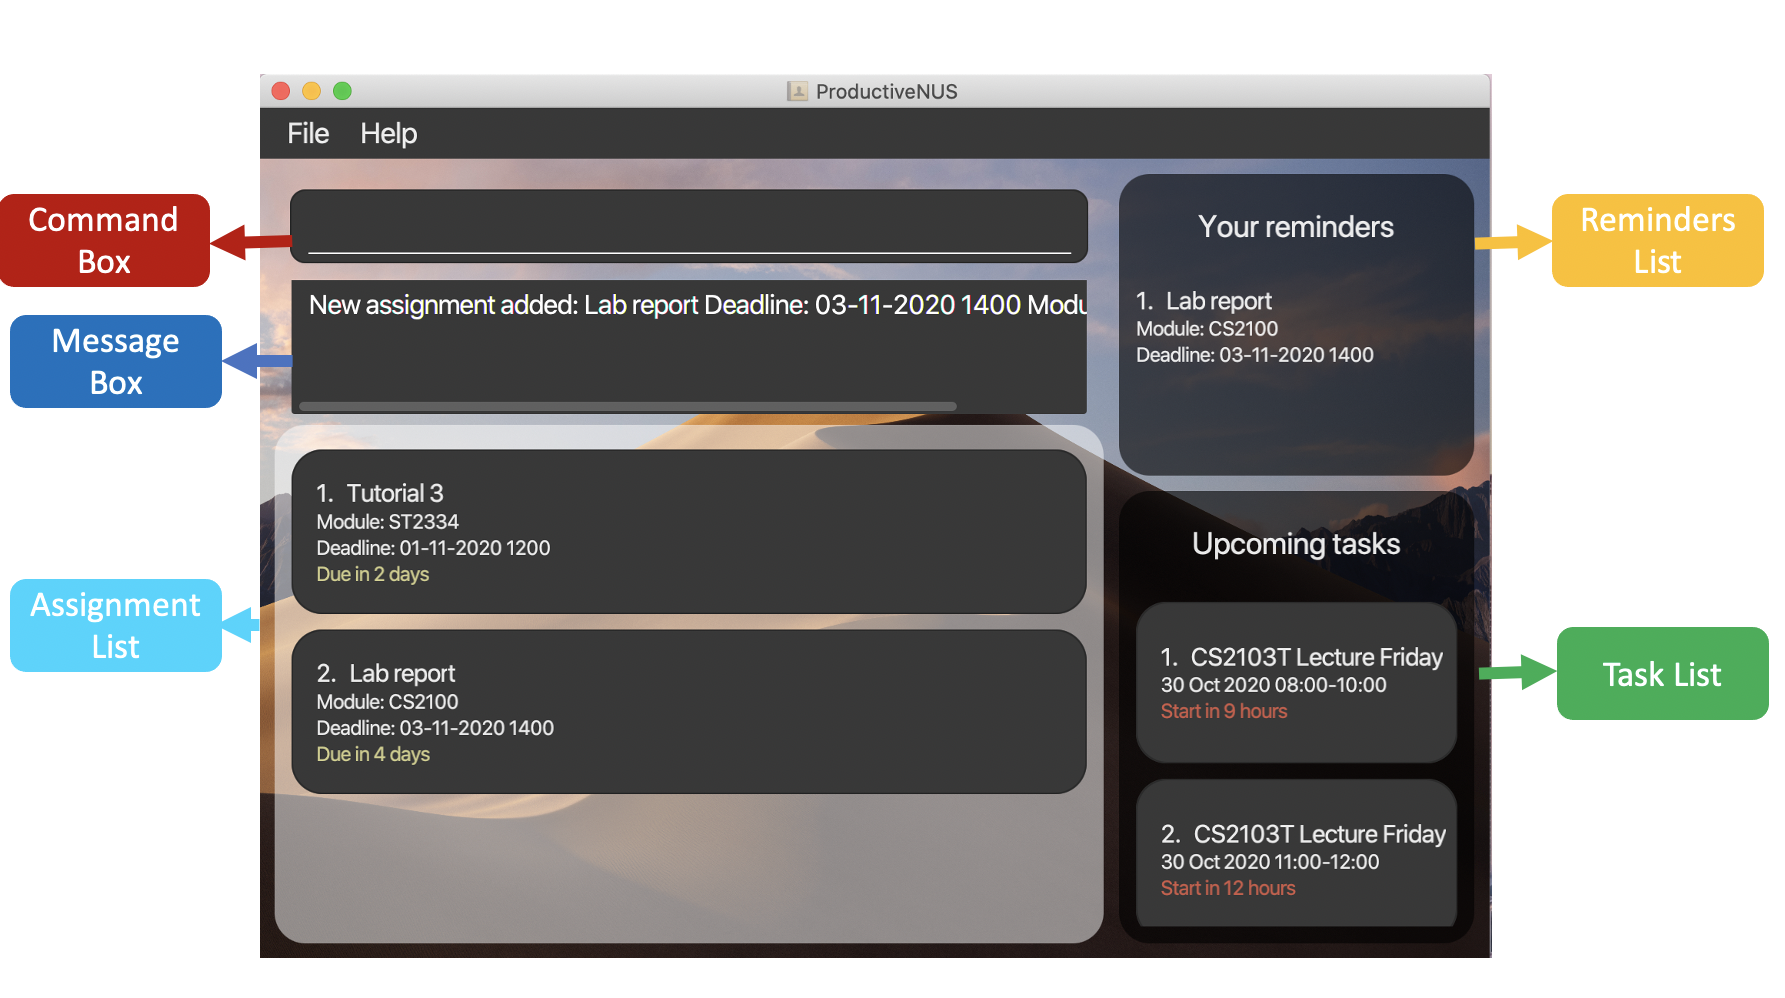 ProductiveNUS
File Help
Command
Box
Message
Box
Assignment
List
New assignment added: Lab report Deadline: 03-11-2020 1400
1. Tutorial 3
Module: ST2334
Deadline: 01-11-2020 1200
Due in 2 days
2. Lab report
Module: CS2100
Deadline: 03-11-2020 1400
Due in 4 days
Your reminders
1. Lab report
Module: CS2100
Deadline: 03-11-2020 1400
Upcoming tasks
1. CS2103T Lecture Friday
30 Oct 2020 08:00-10:00
Start in 9 hours
2. CS2103T Lecture Friday
30 Oct 2020 11:00-12:00
Start in 12 hours
Reminders
List
Task List